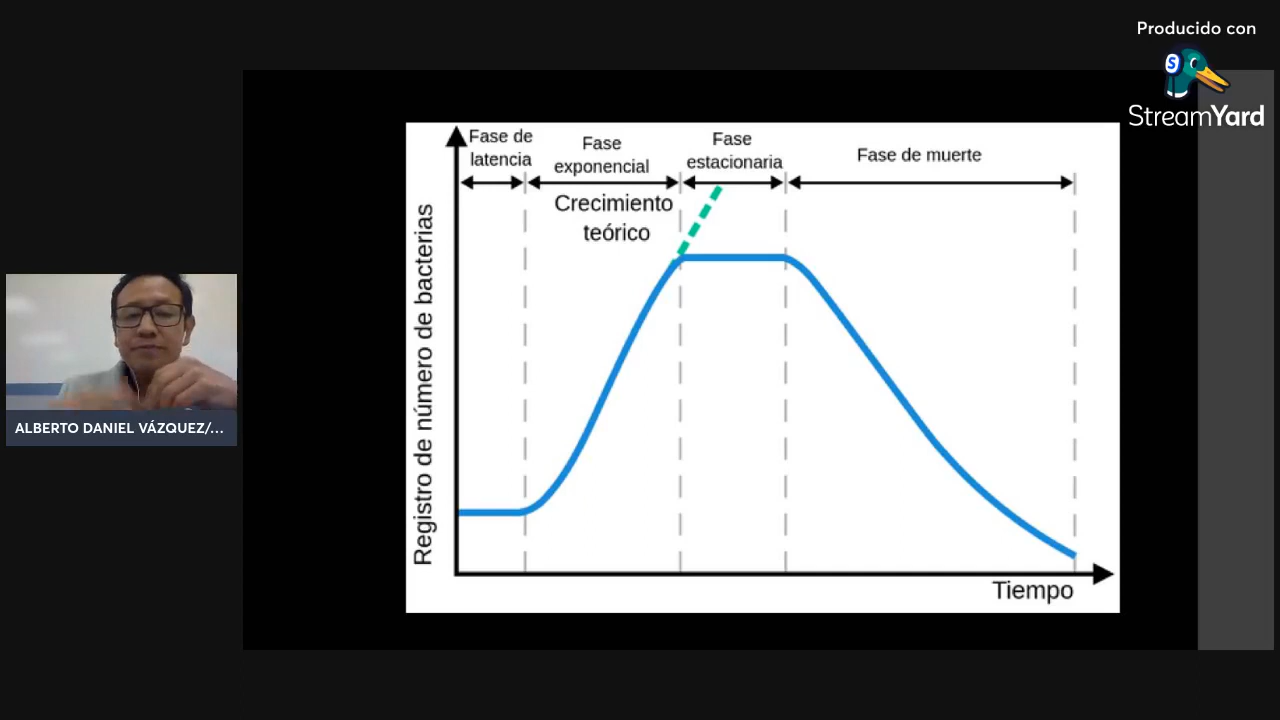 Producido con
StreamYard
Fase de
latencia
Fase
exponencial
Fase
estacionaria
Fase de muerte
Crecimiento
teórico
Registro de número de bacterias
Tiempo
ALBERTO DANIEL VÁZQUEZ/...
S